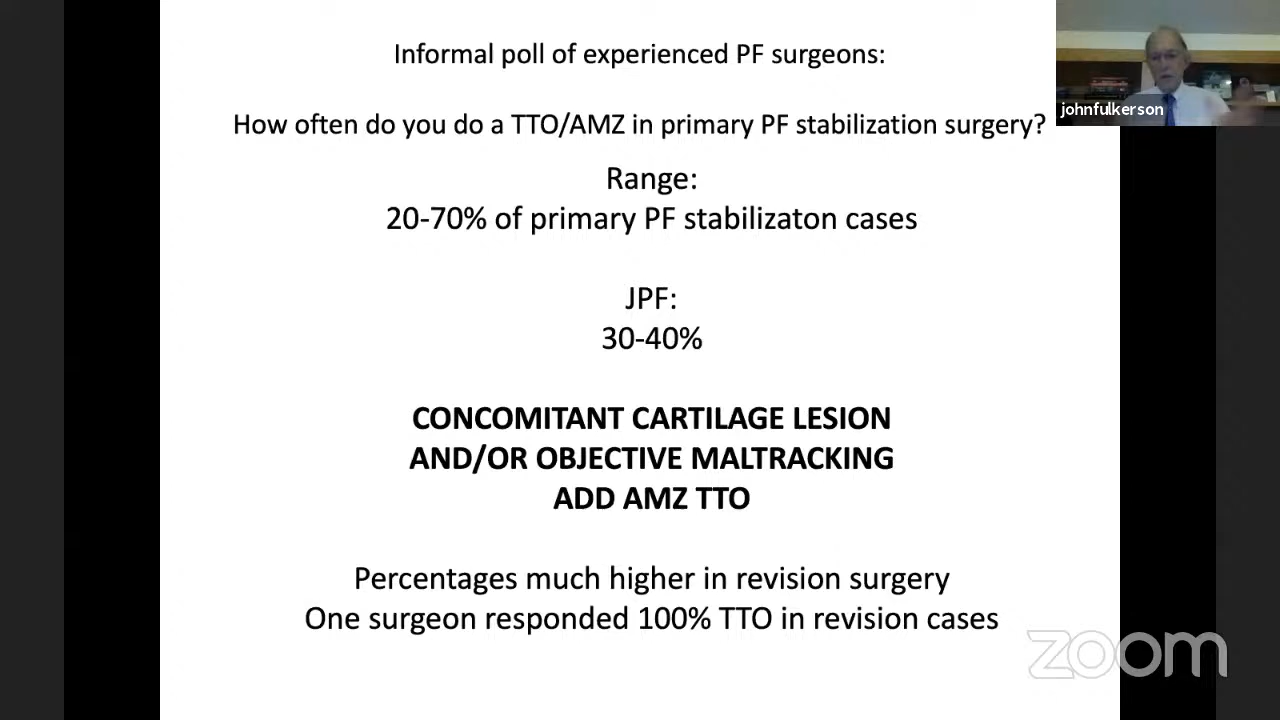 Informal poll of experienced PF surgeons:
johnfulkerson
How often do you do a TTO/AMZ in primary PF stabilization surgery?
Range:
20-70% of primary PF stabilizaton cases
JPF:
30-40%
CONCOMITANT CARTILAGE LESION
AND/OR OBJECTIVE MALTRACKING
ADD AMZ TTO
Percentages much higher in revision surgery
One surgeon responded 100% TTO in revision cases
zoom